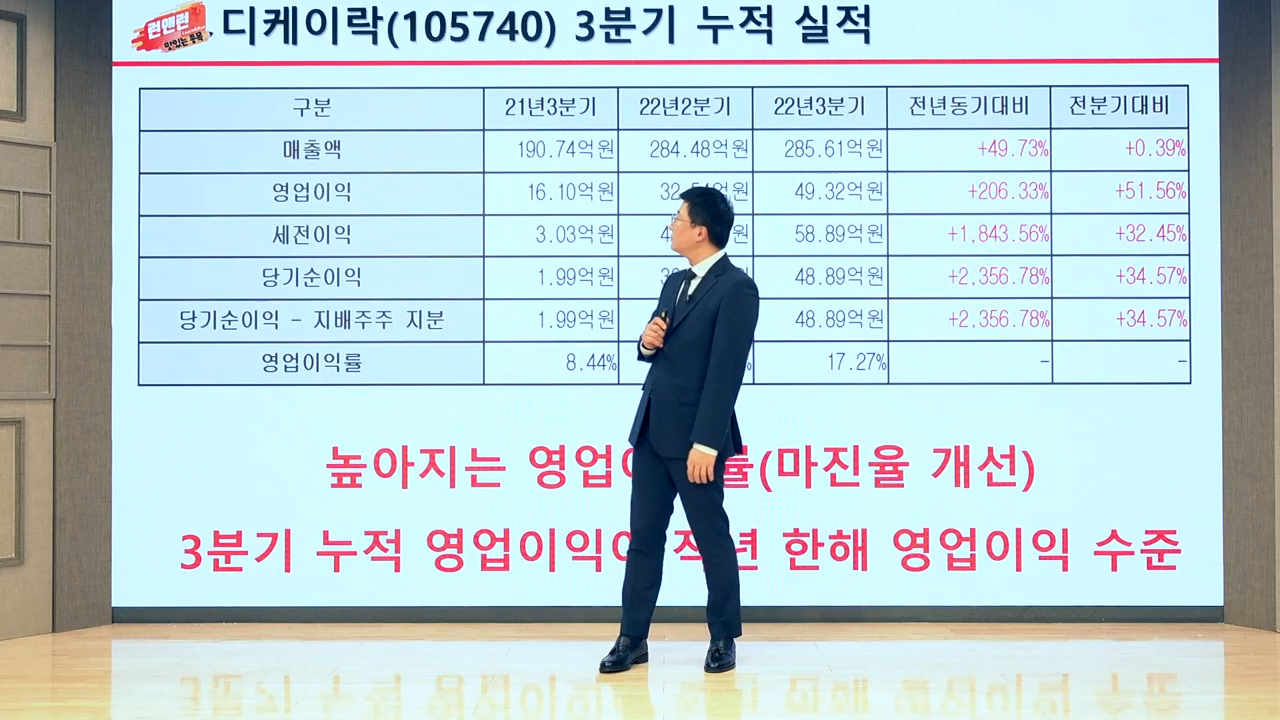 런앤런
맛있는 종목
디케이락(105740) 3분기 누적 실적
구분 21년3분기 22년2분기 22년3분기 전년동기대비 전분기대비
매출액 190.74억원 284.48억원 285.61억원 +49.73% +0.39%
영업이익 16.10억원 49.32억원 +206.33% +51.56%
세전이익 3.03억원 58.89억원 +1,843.56% +32.45%
당기순이익 1.99억원 48.89억원 +2,356.78% +34.57%
당기순이익 - 지배주주 지분 1.99억원 48.89억원 +2,356.78% +34.57%
영업이익률 8.44% 17.27% - -
높아지는 (마진율 개선)
3분기 누적 한해 영업이익 수준